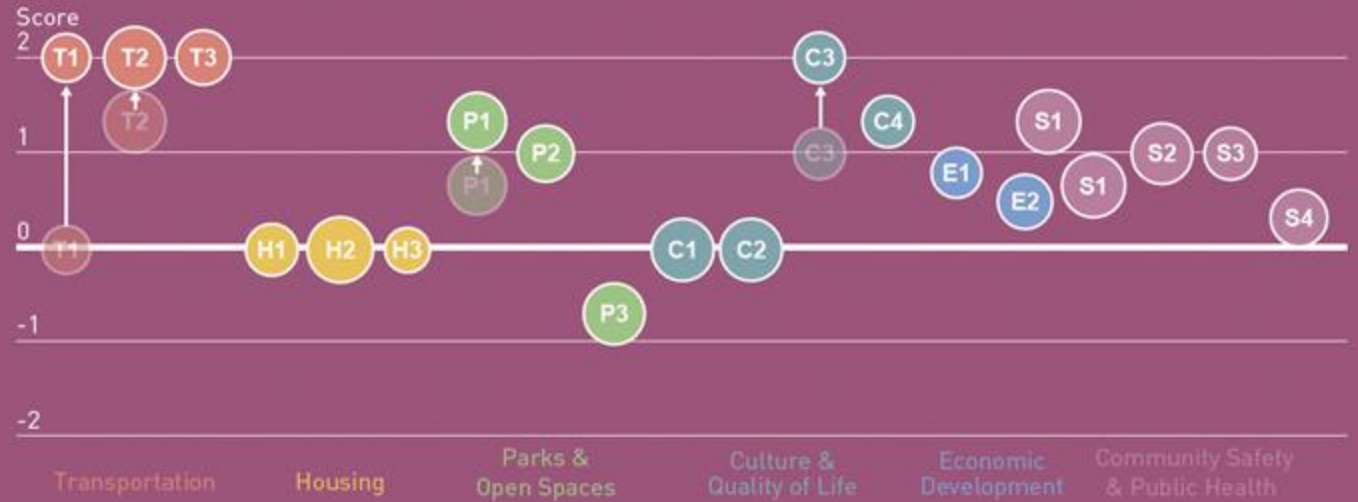 Score
2
T1 T2 T3 C3
T2 P1 C4 S1
1
P1 P2 C3 E1 E2 S1 S2 S3
S4
0
T1 H1 H2 H3 C1 C2
P3
-1
-2
Transportation
Housing
Parks &
Open Spaces
Culture &
Quality of Life
Economic
Development
Community Safety
& Public Health